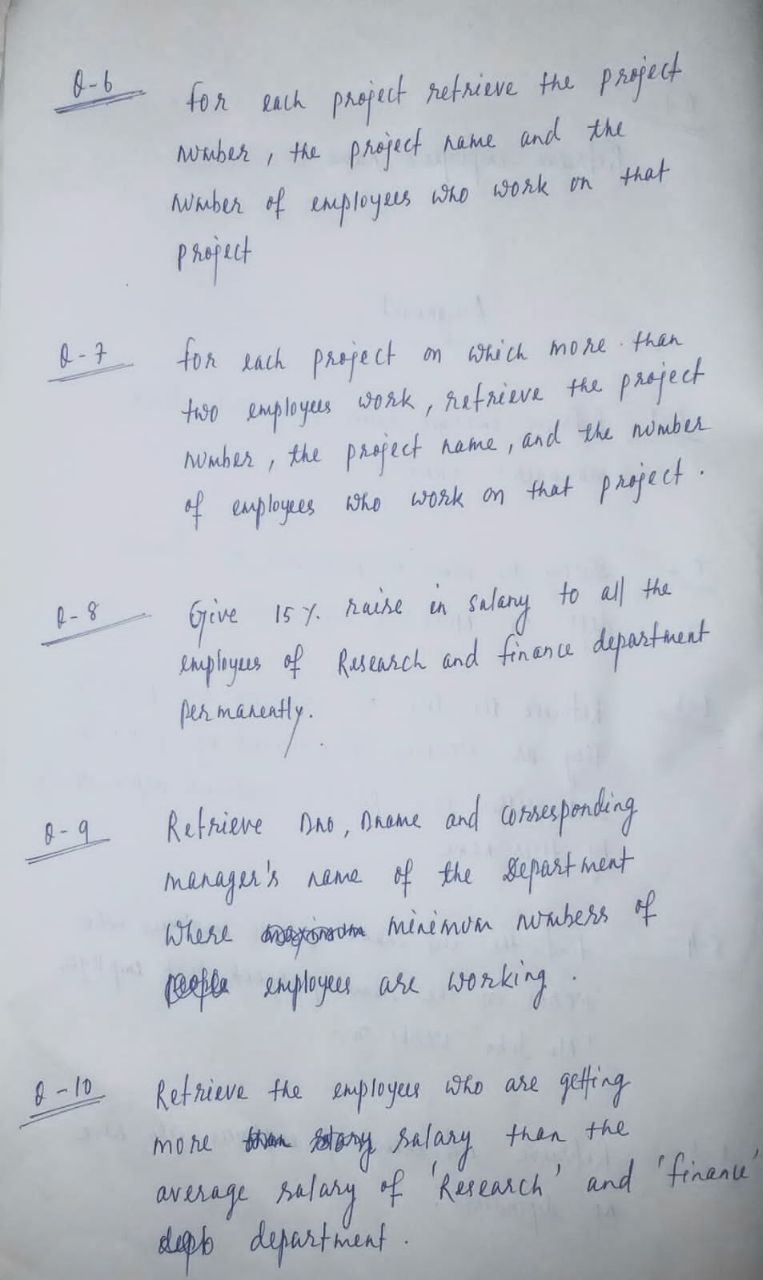 Q-6 for each project retrieve the project
number, the project name and the
number of employees who work on that
project
Q-7 for each project on which more than
two employees work, retrieve the project
number, the project name, and the number
of employees who work on that project.
Q-8 Give 15%. raise in salary to all the
employees of Research and finance department
permanently.
Q-9 Retrieve Dno, Dname and corresponding
manager's name of the Department
where minimum numbers of
employees are working.
Q-10 Retrieve the employees who are getting
more salary than the
average salary of 'Research' and 'finance'
department.